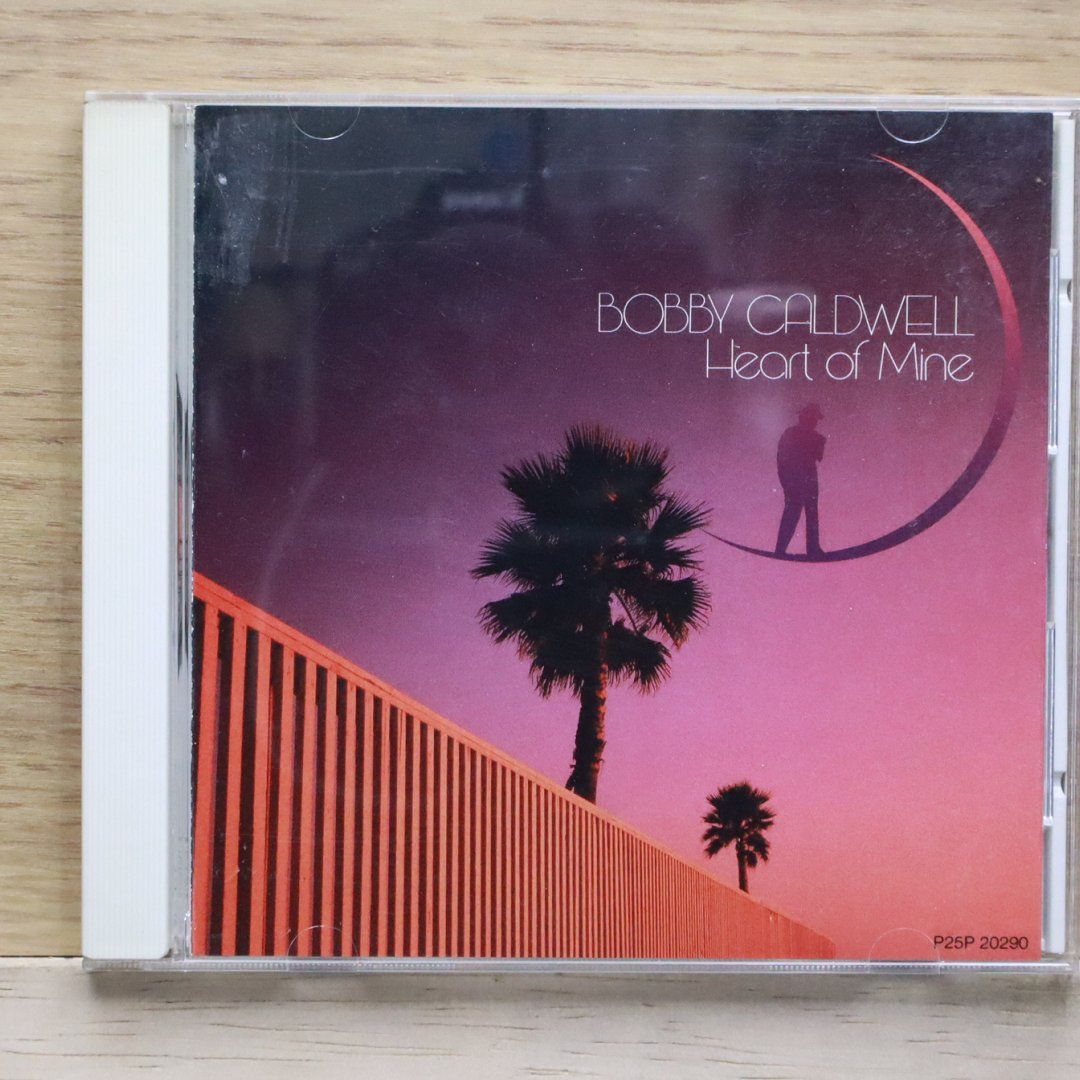 BOBBY CALDWELL
Heart of Mine
P25P 20290